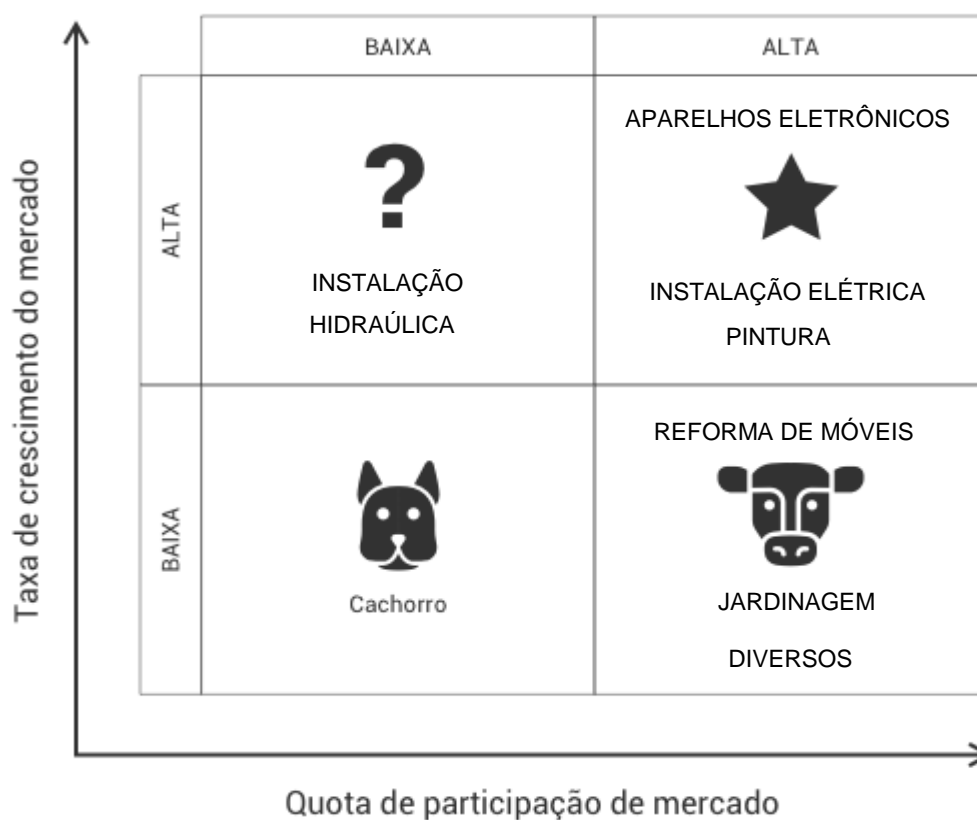 BAIXA
ALTA
Taxa de crescimento do mercado
ALTA
?
INSTALAÇÃO
HIDRAÚLICA
APARELHOS ELETRÔNICOS
INSTALAÇÃO ELÉTRICA
PINTURA
BAIXA
Cachorro
REFORMA DE MÓVEIS
JARDINAGEM
DIVERSOS
Quota de participação de mercado